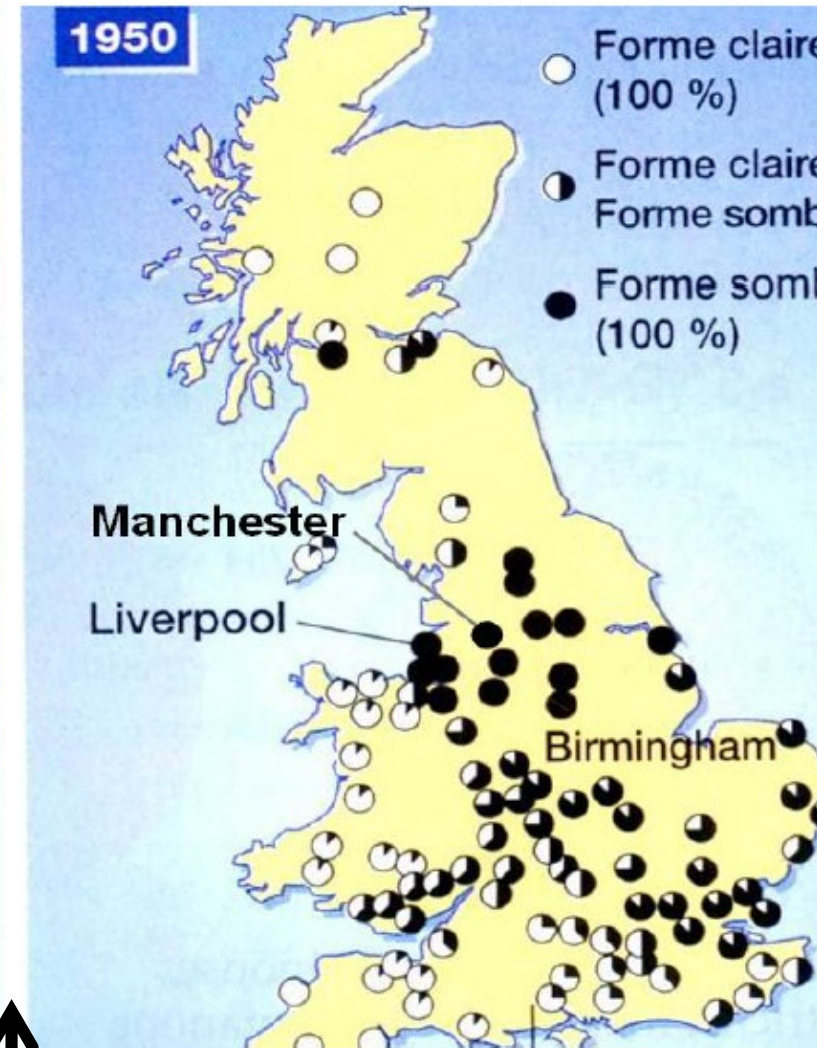 1950
Forme claire
(100 %)
Forme claire
Forme somb
Forme somb
(100 %)
Manchester
Liverpool
Birmingham